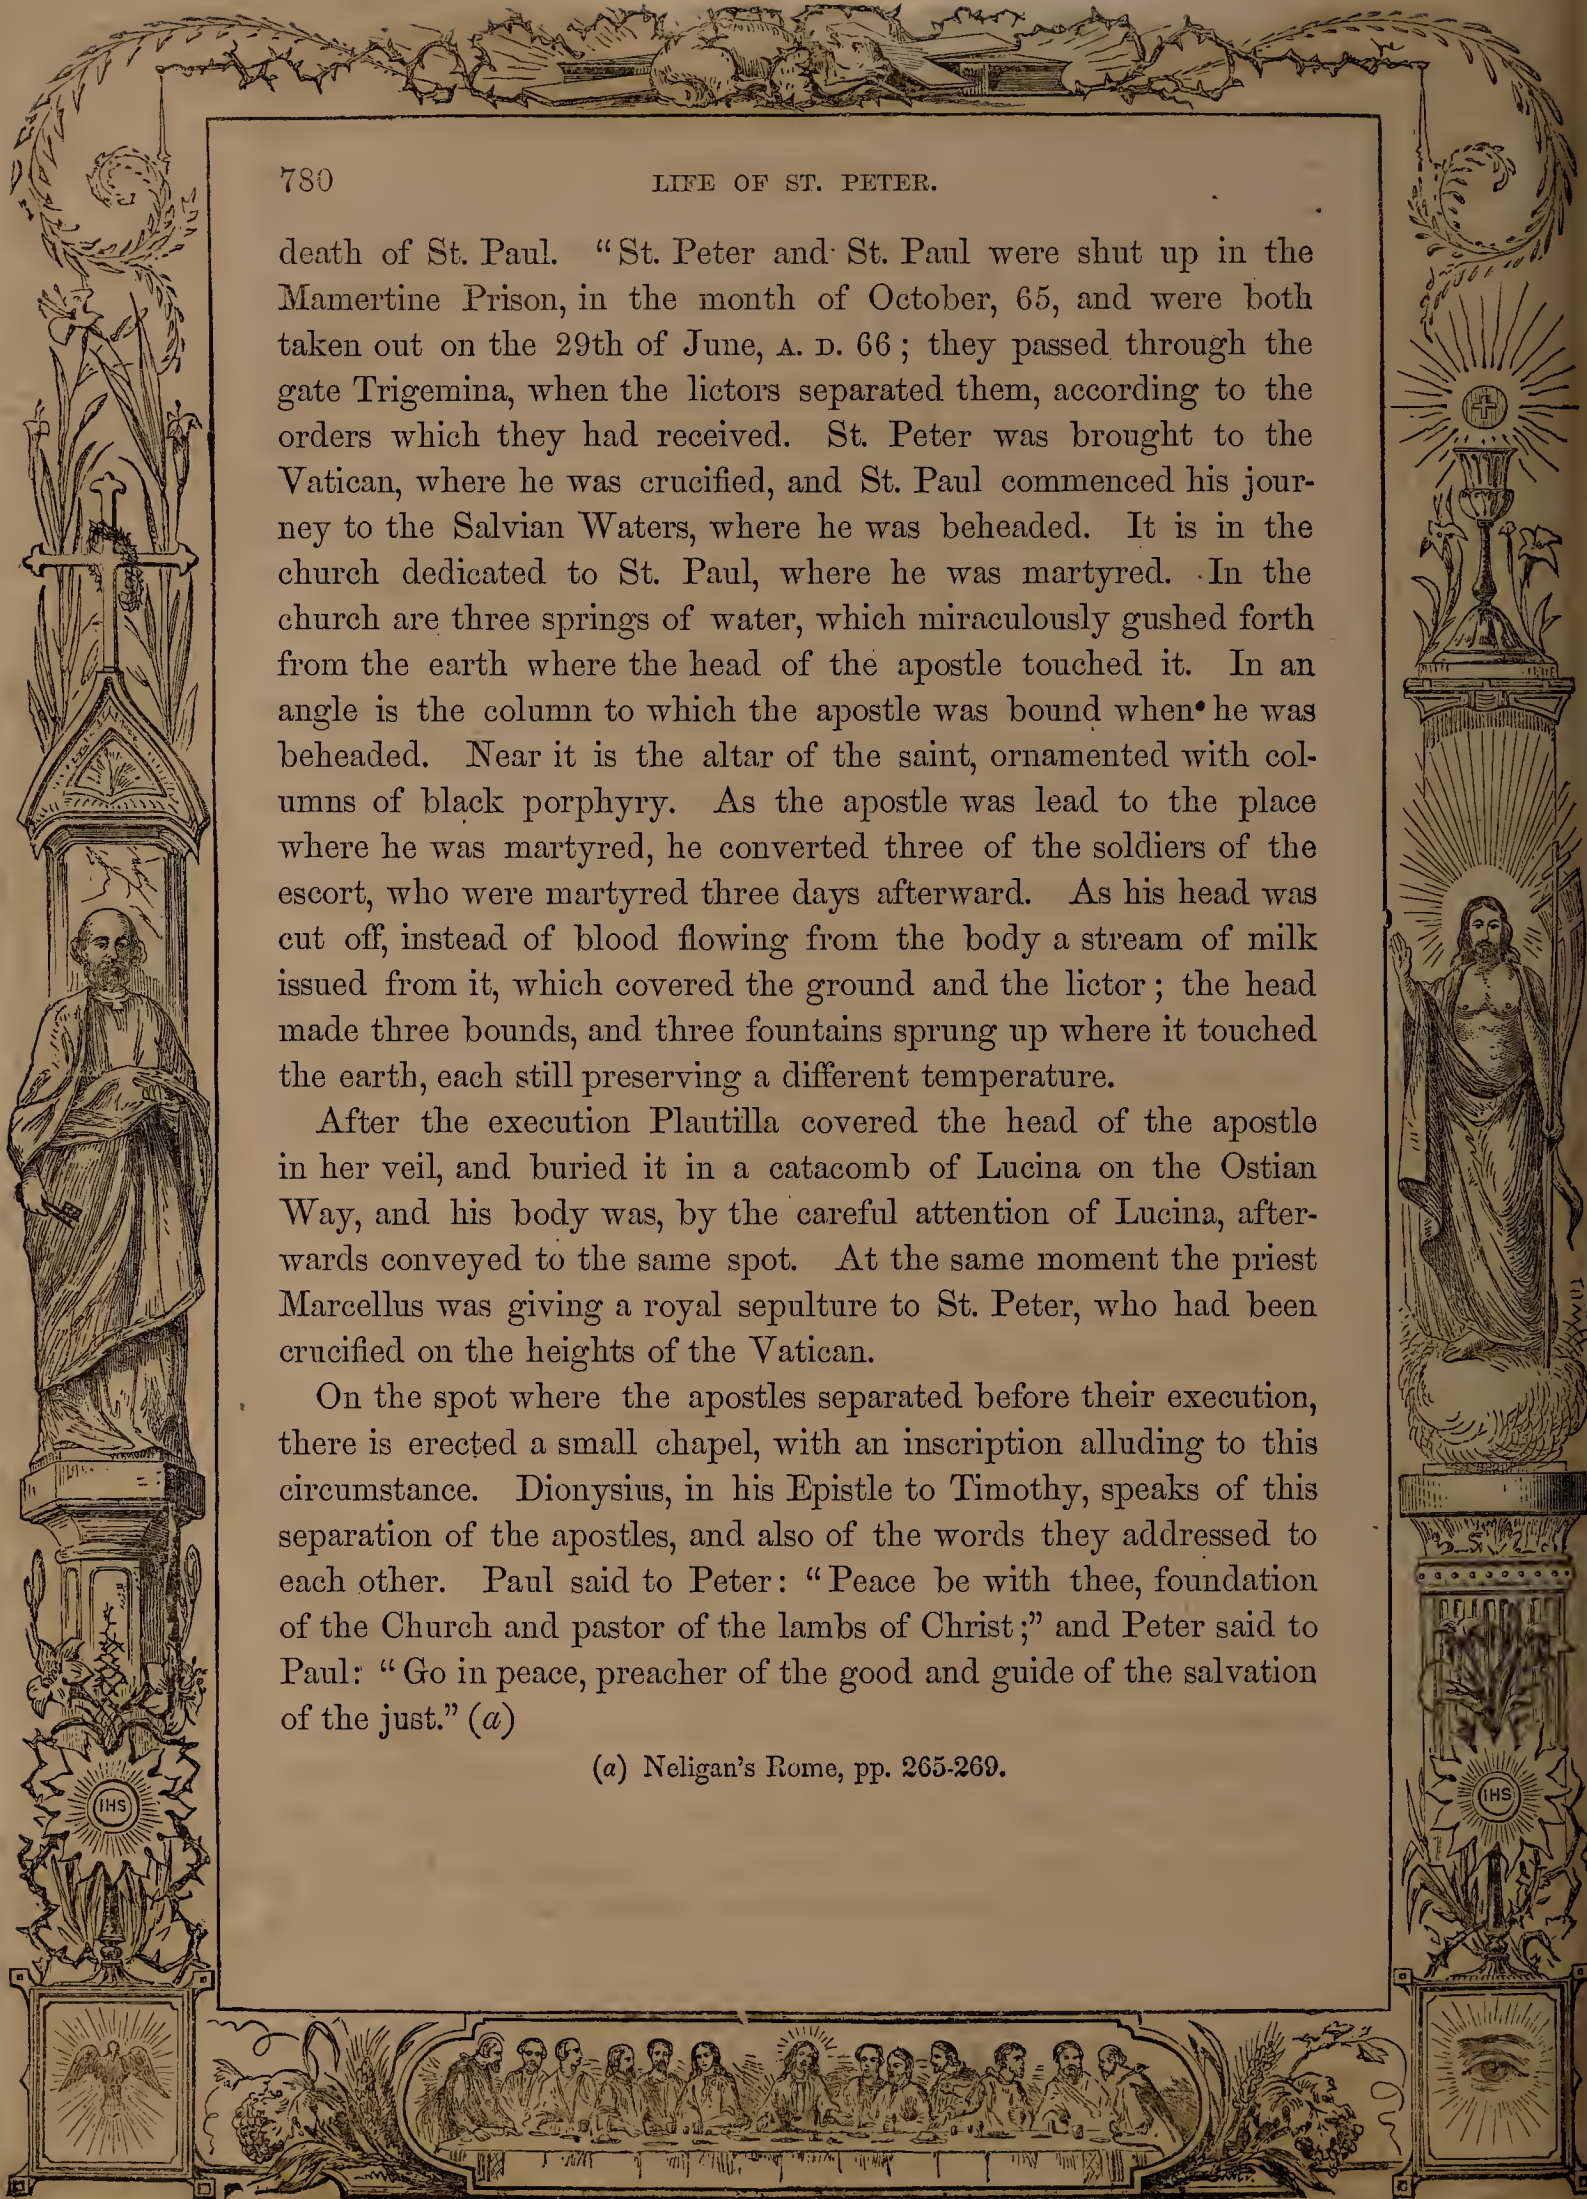 780 LIFE OF ST. PETER.
death of St. Paul. “St. Peter and St. Paul were shut up in the
Mamertine Prison, in the month of October, 65, and were both
taken out on the 29th of June, A. D. 66 ; they passed through the
gate Trigemina, when the lictors separated them, according to the
orders which they had received. St. Peter was brought to the
Vatican, where he was crucified, and St. Paul commenced his jour-
ney to the Salvian Waters, where he was beheaded. It is in the
church dedicated to St. Paul, where he was martyred. In the
church are three springs of water, which miraculously gushed forth
from the earth where the head of the apostle touched it. In an
angle is the column to which the apostle was bound when he was
beheaded. Near it is the altar of the saint, ornamented with col-
umns of black porphyry. As the apostle was lead to the place
where he was martyred, he converted three of the soldiers of the
escort, who were martyred three days afterward. As his head was
cut off, instead of blood flowing from the body a stream of milk
issued from it, which covered the ground and the lictor ; the head
made three bounds, and three fountains sprung up where it touched
the earth, each still preserving a different temperature.
After the execution Plautilla covered the head of the apostle
in her veil, and buried it in a catacomb of Lucina on the Ostian
Way, and his body was, by the careful attention of Lucina, after-
wards conveyed to the same spot. At the same moment the priest
Marcellus was giving a royal sepulture to St. Peter, who had been
crucified on the heights of the Vatican.
On the spot where the apostles separated before their execution,
there is erected a small chapel, with an inscription alluding to this
circumstance. Dionysius, in his Epistle to Timothy, speaks of this
separation of the apostles, and also of the words they addressed to
each other. Paul said to Peter: “Peace be with thee, foundation
of the Church and pastor of the lambs of Christ ;” and Peter said to
Paul: “Go in peace, preacher of the good and guide of the salvation
of the just.” (a)
(a) Neligan’s Rome, pp. 265-269.
IHS
IHS